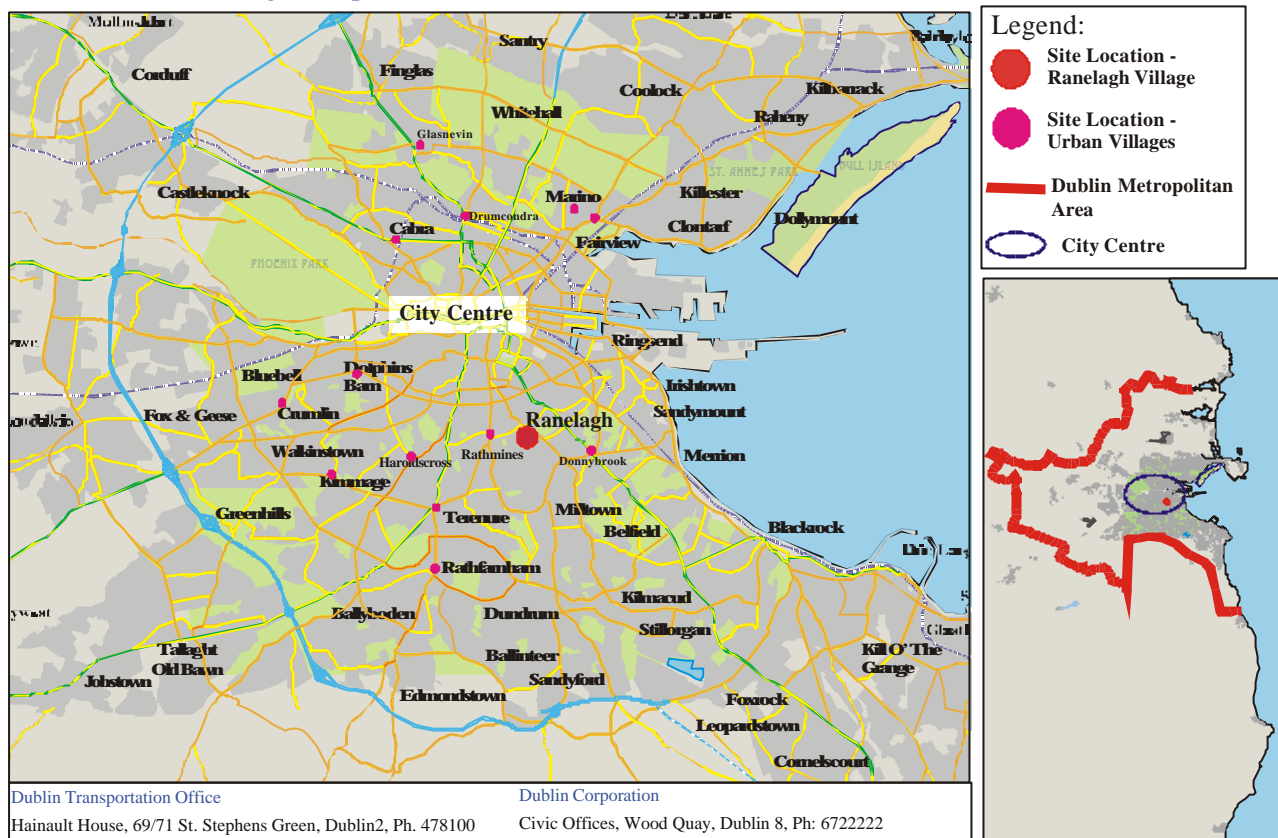 Corduff
Santry
Finglas
Coolock
Kilbarrack
Whitehall
Raheny
Glasnevin
ST. ANNES PARK
BULL ISLAND
Castleknock
Marino
Killester
Drumcondra
Dollymount
Cabra
Clontarf
Fairview
PHOENIX PARK
City Centre
Ringsend
Bluebell
Dolphins
Barn
Irishtown
Fox & Geese
Crumlin
Sandymount
Ranelagh
Walkinstown
Haroldscross
Rathmines
Donnybrook
Merrion
Kimmage
Greenhills
Terenure
Milltown
Belfield
Blackrock
Rathfarnham
Ballyboden
Dundrum
Kilmacud
Stillorgan
Tallaght
Old Bawn
Ballinteer
Kill O' The
Grange
Jobstown
Edmondstown
Sandyford
Foxrock
Leopardstown
Cornelscourt
Legend:
Site Location -
Ranelagh Village
Site Location -
Urban Villages
Dublin Metropolitan
Area
City Centre
Dublin Transportation Office
Hainault House, 69/71 St. Stephens Green, Dublin2, Ph. 478100
Dublin Corporation
Civic Offices, Wood Quay, Dublin 8, Ph: 6722222